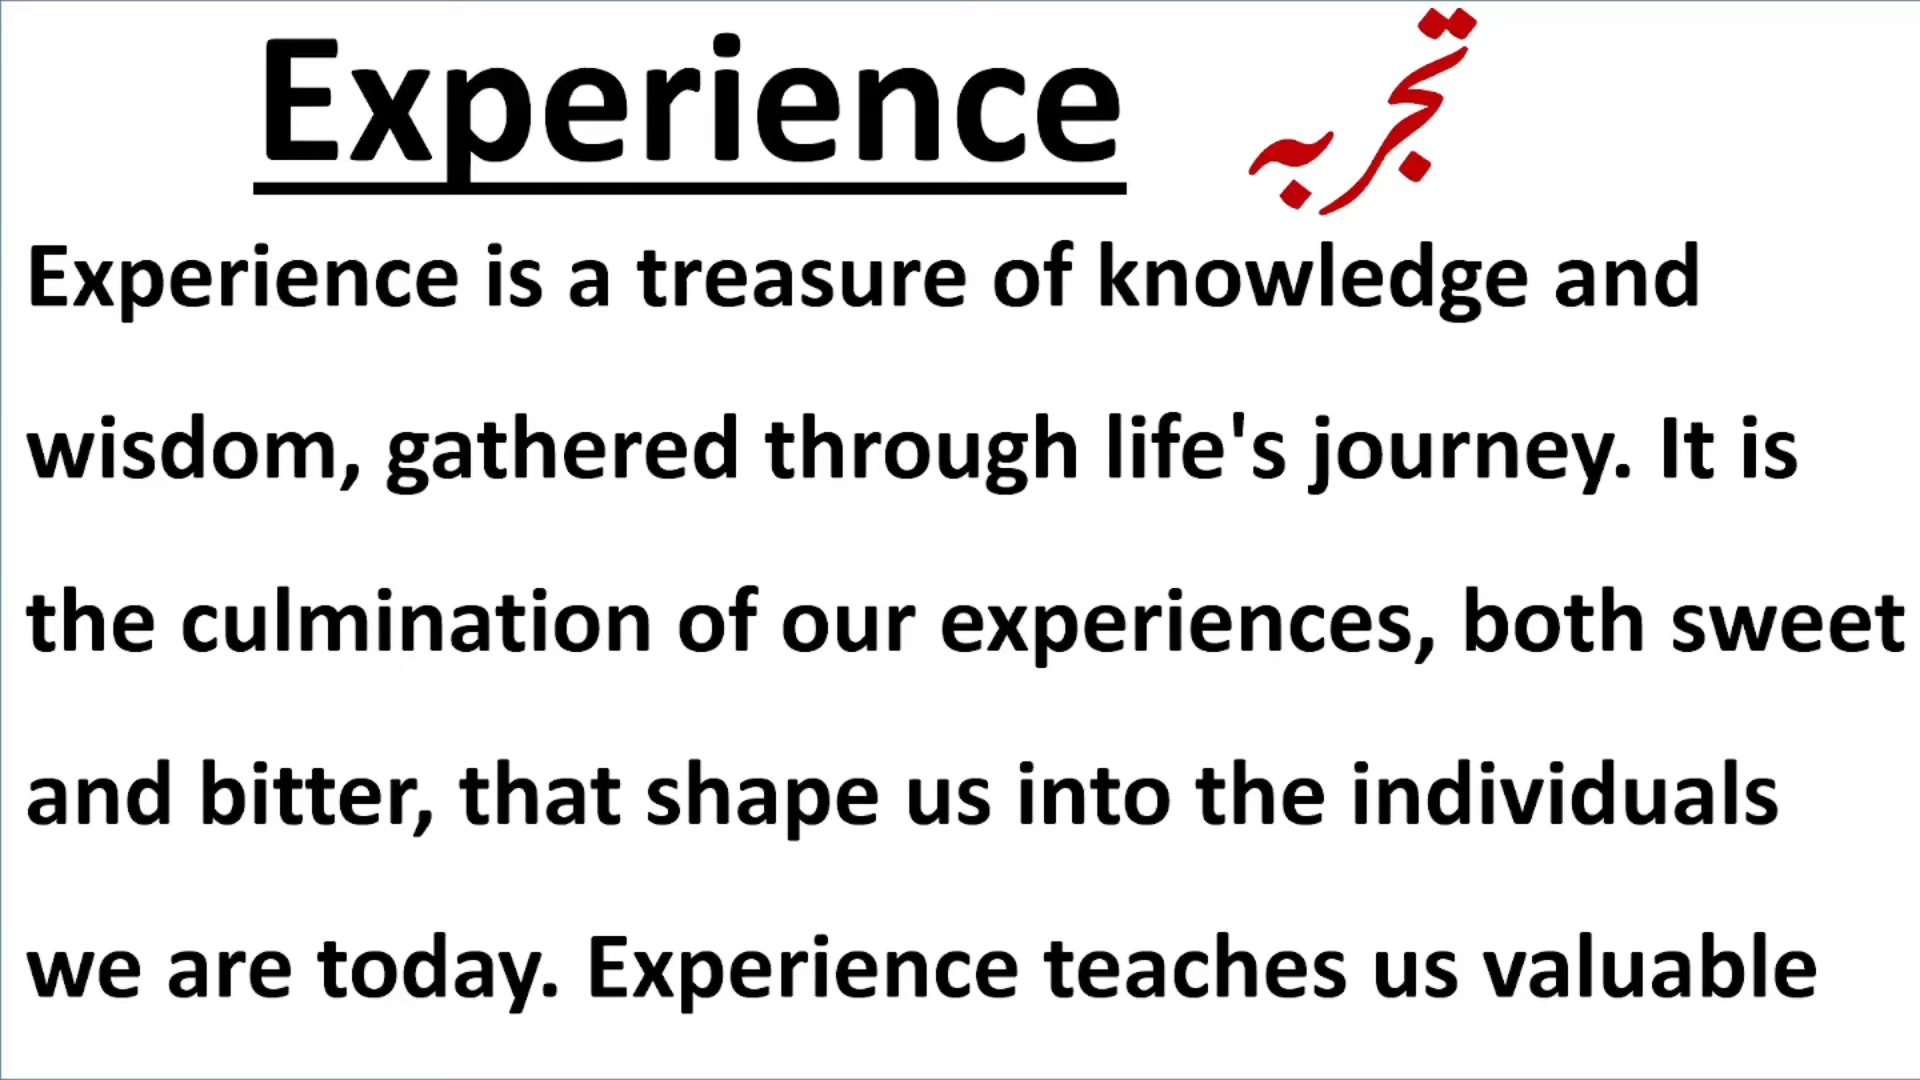 Experience تجربہ
Experience is a treasure of knowledge and
wisdom, gathered through life's journey. It is
the culmination of our experiences, both sweet
and bitter, that shape us into the individuals
we are today. Experience teaches us valuable